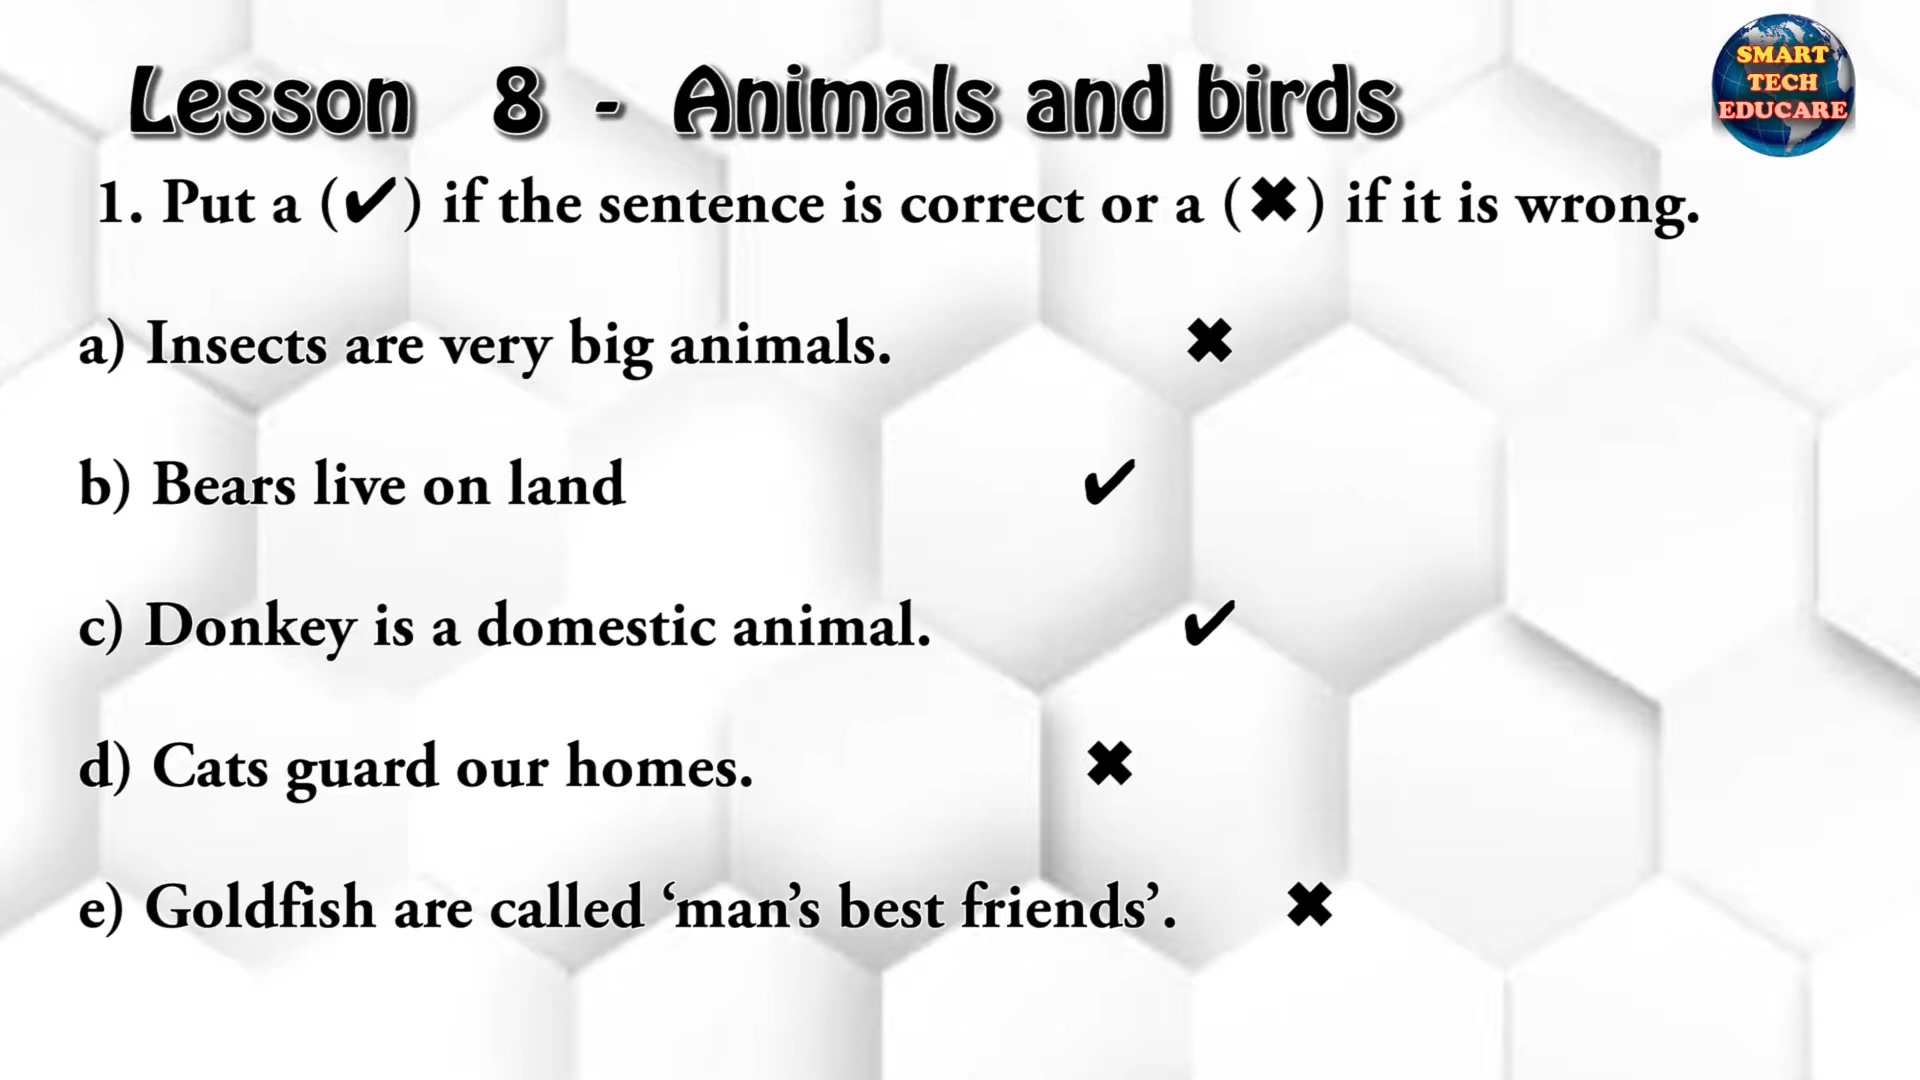 Lesson 8 - Animals and birds
SMART
TECH
EDUCARE
1. Put a (✔) if the sentence is correct or a (✖) if it is wrong.
a) Insects are very big animals. ✖
b) Bears live on land ✔
c) Donkey is a domestic animal. ✔
d) Cats guard our homes. ✖
e) Goldfish are called ‘man’s best friends’. ✖